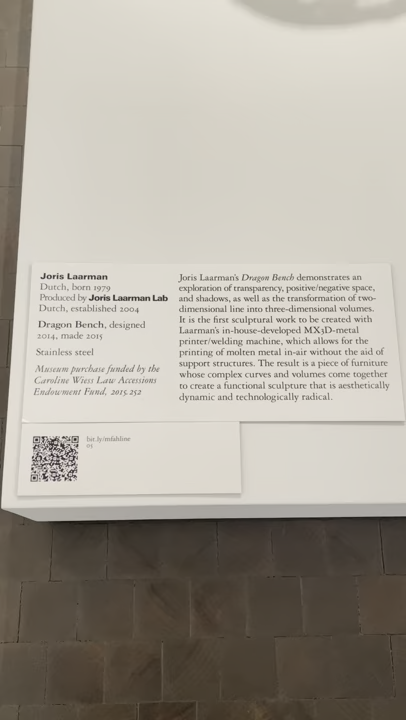 Joris Laarman
Dutch, born 1979
Produced by Joris Laarman Lab
Dutch, established 2004
Dragon Bench, designed
2014, made 2015
Stainless steel
Museum purchase funded by the
Caroline Wiess Law Accessions
Endowment Fund, 2015.252
Joris Laarman's Dragon Bench demonstrates an
exploration of transparency, positive/negative space,
and shadows, as well as the transformation of two-
dimensional line into three-dimensional volumes.
It is the first sculptural work to be created with
Laarman's in-house-developed MX3D-metal
printer/welding machine, which allows for the
printing of molten metal in-air without the aid of
support structures. The result is a piece of furniture
whose complex curves and volumes come together
to create a functional sculpture that is aesthetically
dynamic and technologically radical.